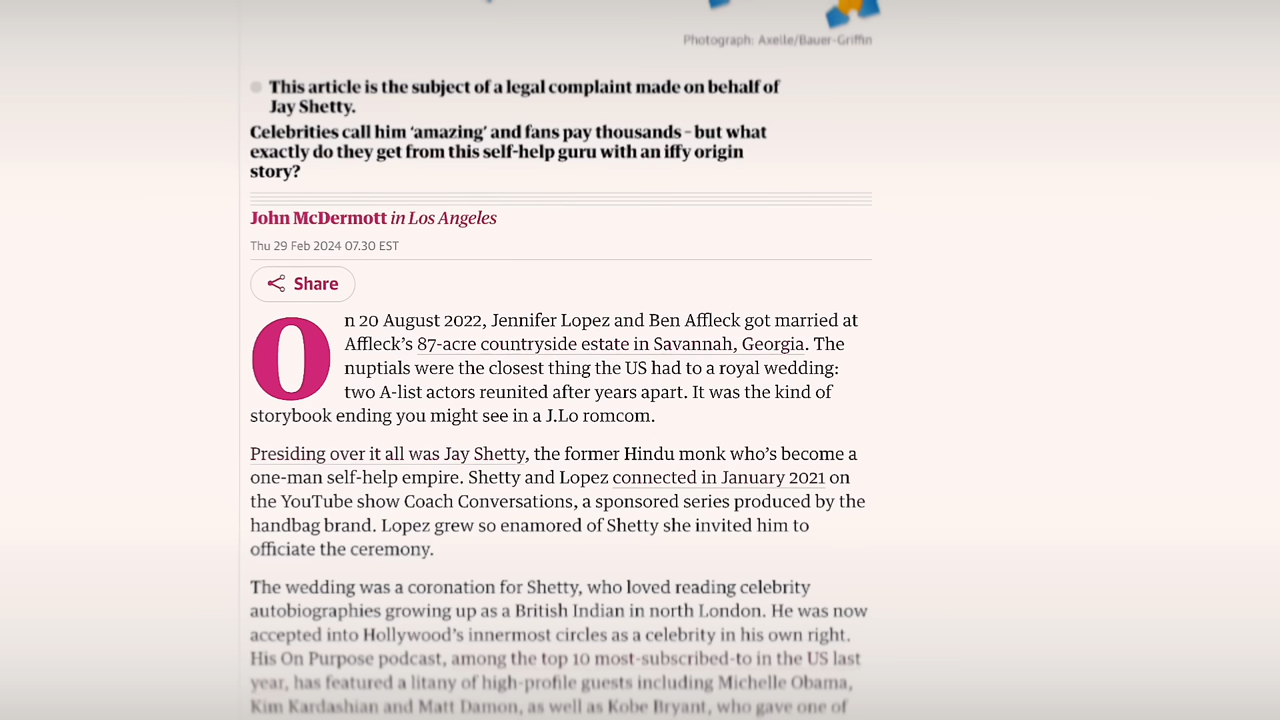 Photograph: Axelle/Bauer-Griffin
This article is the subject of a legal complaint made on behalf of
Jay Shetty.
Celebrities call him ‘amazing’ and fans pay thousands – but what
exactly do they get from this self-help guru with an iffy origin
story?
John McDermott in Los Angeles
Thu 29 Feb 2024 07.30 EST
Share
On 20 August 2022, Jennifer Lopez and Ben Affleck got married at
Affleck’s 87-acre countryside estate in Savannah, Georgia. The
nuptials were the closest thing the US had to a royal wedding:
two A-list actors reunited after years apart. It was the kind of
storybook ending you might see in a J.Lo romcom.
Presiding over it all was Jay Shetty, the former Hindu monk who’s become a
one-man self-help empire. Shetty and Lopez connected in January 2021 on
the YouTube show Coach Conversations, a sponsored series produced by the
handbag brand. Lopez grew so enamored of Shetty she invited him to
officiate the ceremony.
The wedding was a coronation for Shetty, who loved reading celebrity
autobiographies growing up as a British Indian in north London. He was now
accepted into Hollywood’s innermost circles as a celebrity in his own right.
His On Purpose podcast, among the top 10 most-subscribed-to in the US last
year, has featured a litany of high-profile guests including Michelle Obama,
Kim Kardashian and Matt Damon, as well as Kobe Bryant, who gave one of